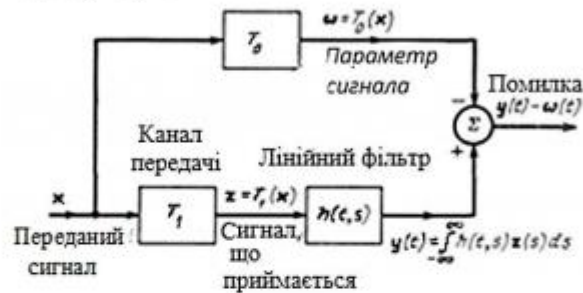 ω = T₀(x)
T₀
Параметр
сигнала
Помилка
y(t) - ω(t)
−
Σ
+
Канал
передачі
Лінійний фільтр
x
T₁
z = T₁(x)
h(t,s)
Переданий
сигнал
Сигнал,
що
приймається
y(t) = ∫_{-∞}^{∞} h(t,s) z(s) ds